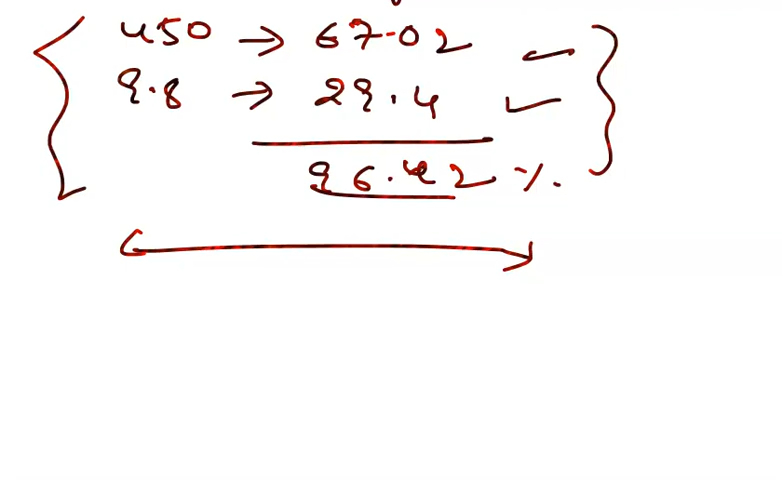 450 → 67.02
9.8 → 29.4
96.42 %.